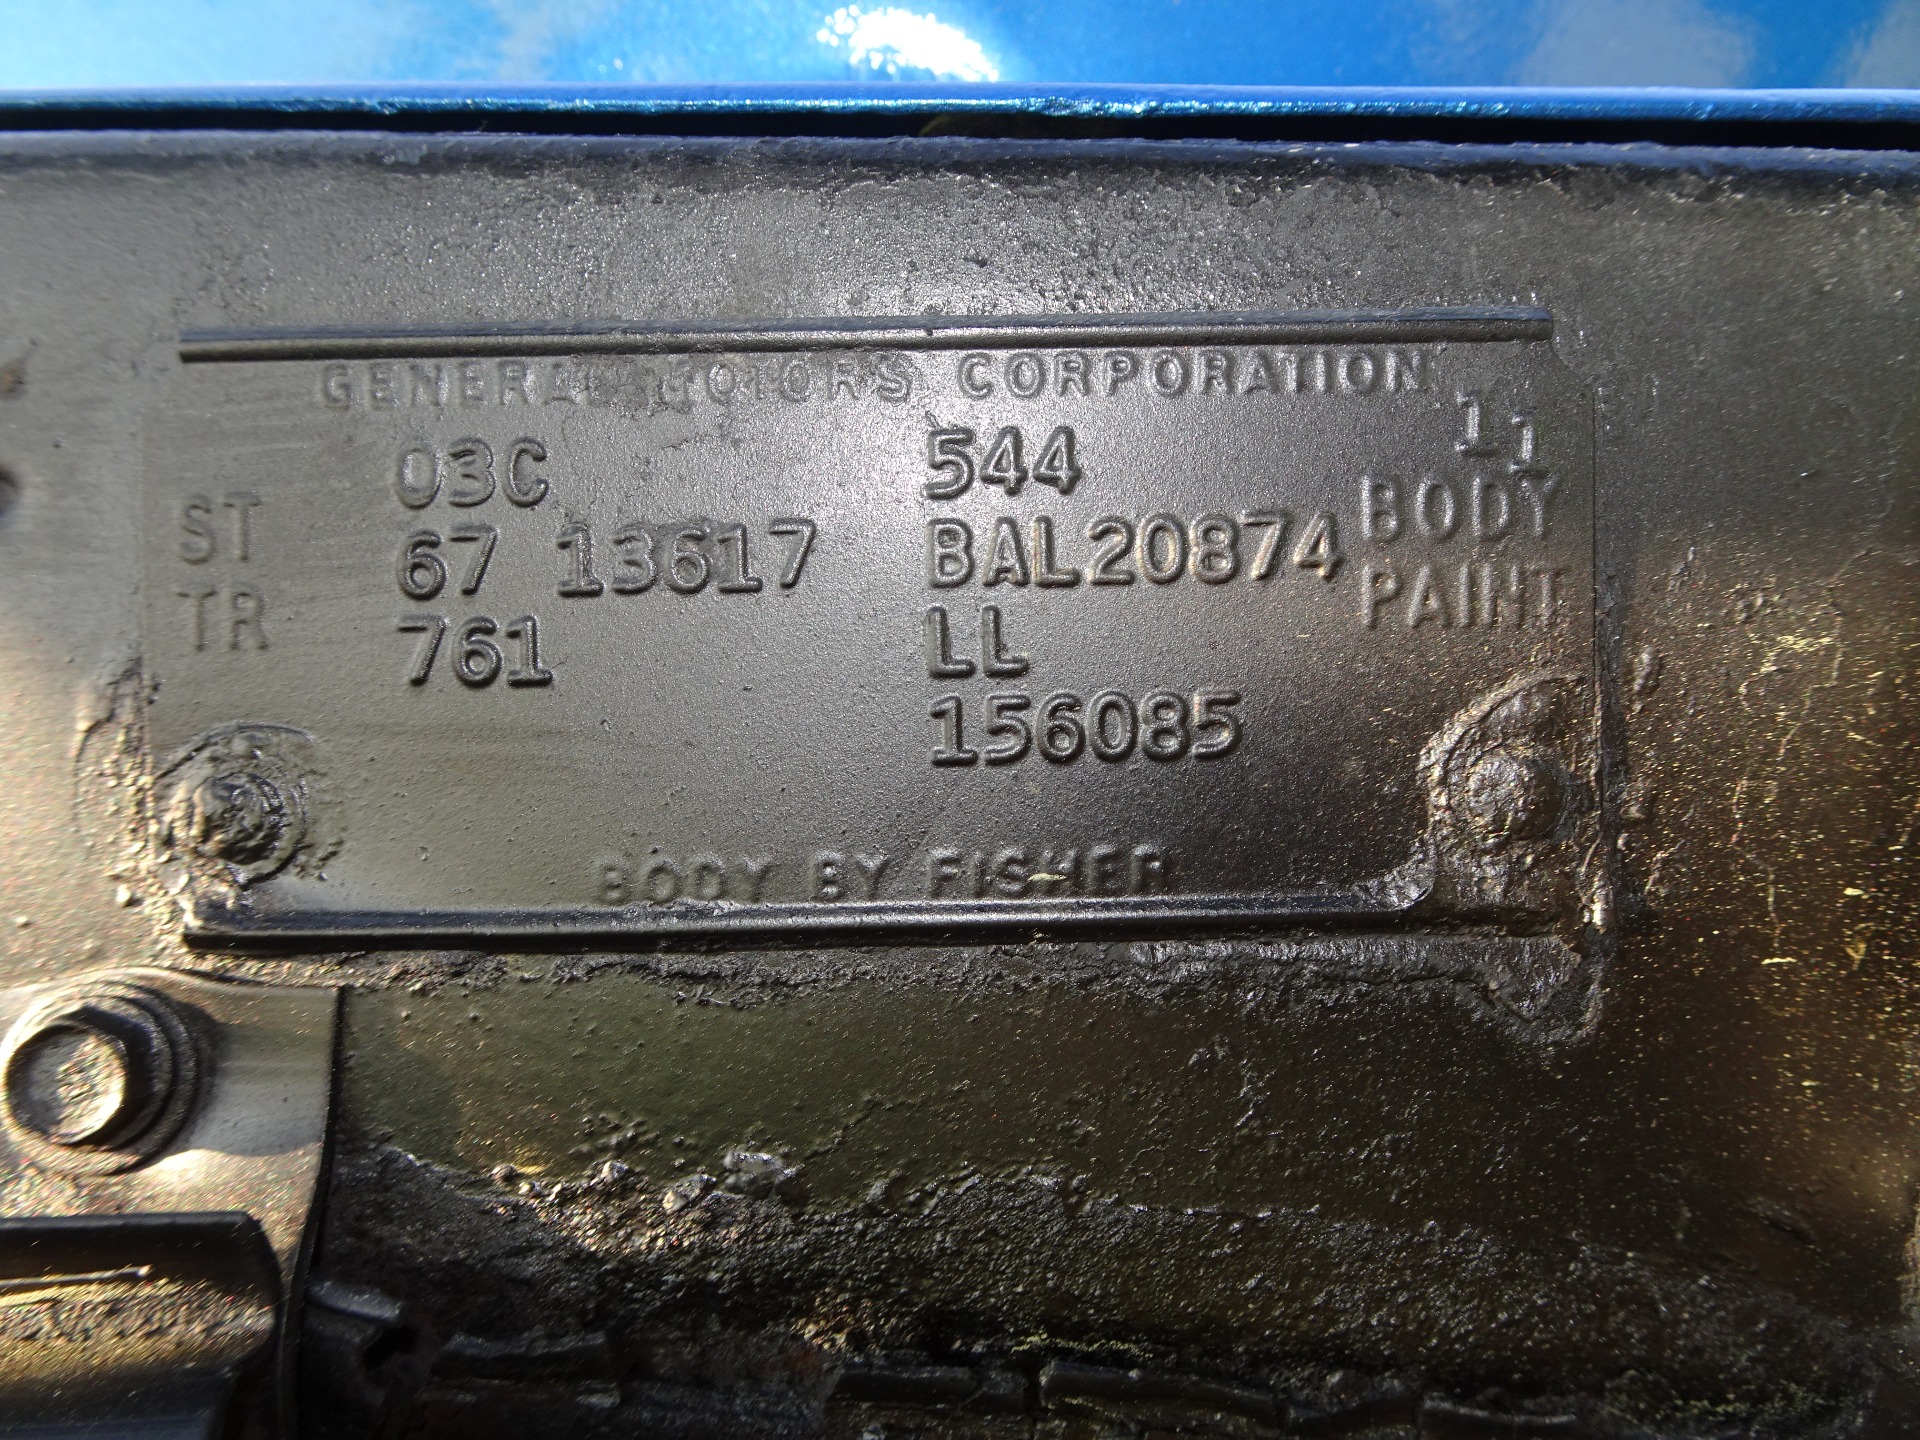 GENERAL MOTORS CORPORATION
03C 544 11
ST 67 13617 BAL20874 BODY
TR 761 LL PAINT
156085
BODY BY FISHER